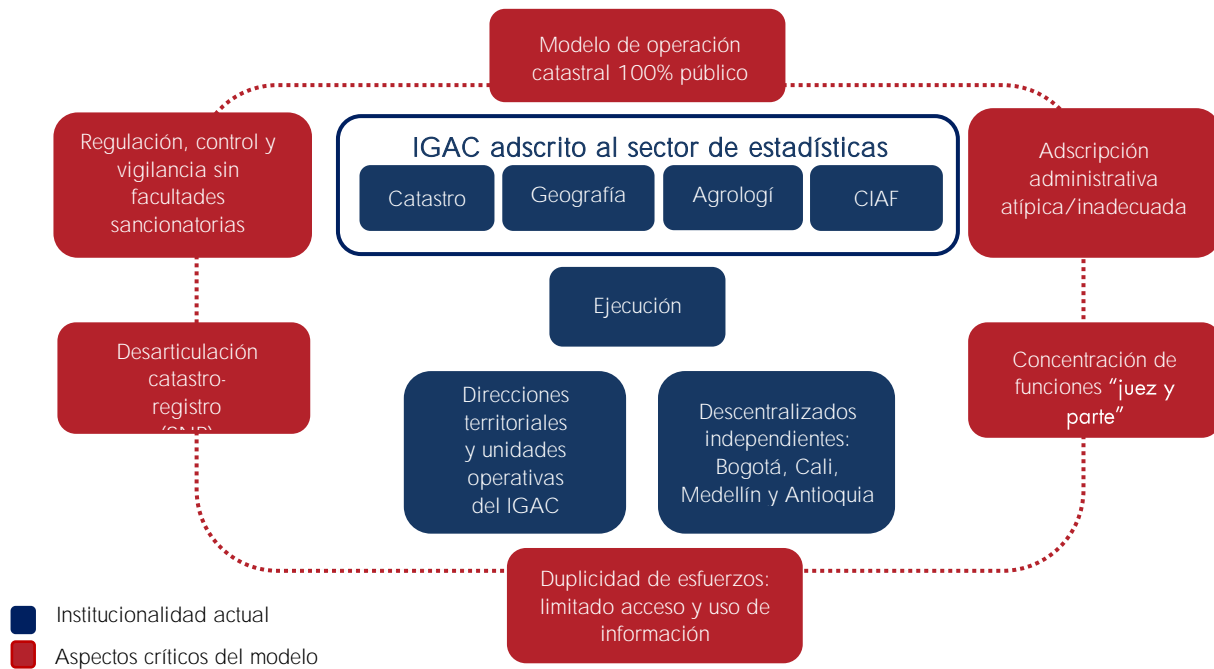 Modelo de operación
catastral 100% público
Regulación, control y
vigilancia sin
facultades
sancionatorias
IGAC adscrito al sector de estadísticas
Catastro
Geografía
Agrologí
CIAF
Adscripción
administrativa
atípica/inadecuada
Ejecución
Desarticulación
catastro-
registro
Concentración de
funciones “juez y
parte”
Direcciones
territoriales
y unidades
operativas
del IGAC
Descentralizados
independientes:
Bogotá, Cali,
Medellín y Antioquia
Duplicidad de esfuerzos:
limitado acceso y uso de
información
Institucionalidad actual
Aspectos críticos del modelo